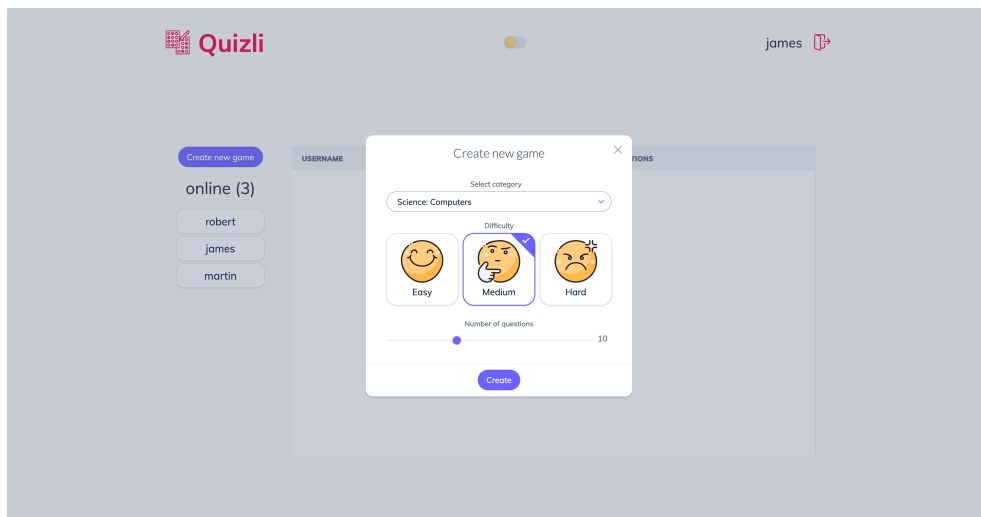 Quizli
james
Create new game
online (3)
robert
james
martin
USERNAME
Create new game
Select category
Science: Computers
Difficulty
Easy
Medium
Hard
Number of questions
10
Create